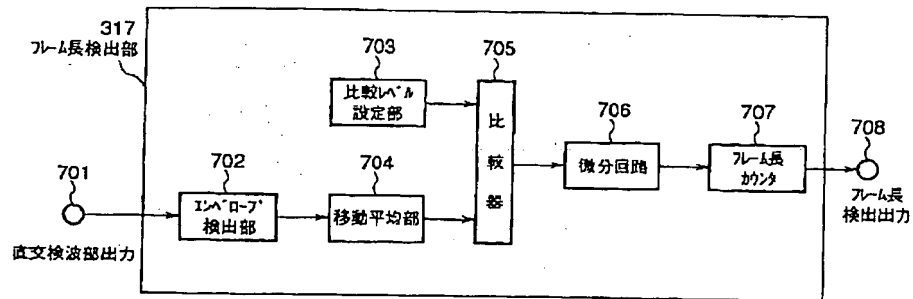 317
フレーム長検出部
703
比較レベル
設定部
705
比
較
器
706
微分回路
707
フレーム長
カウンタ
708
フレーム長
検出出力
701
直交検波部出力
702
エンベロープ
検出部
704
移動平均部